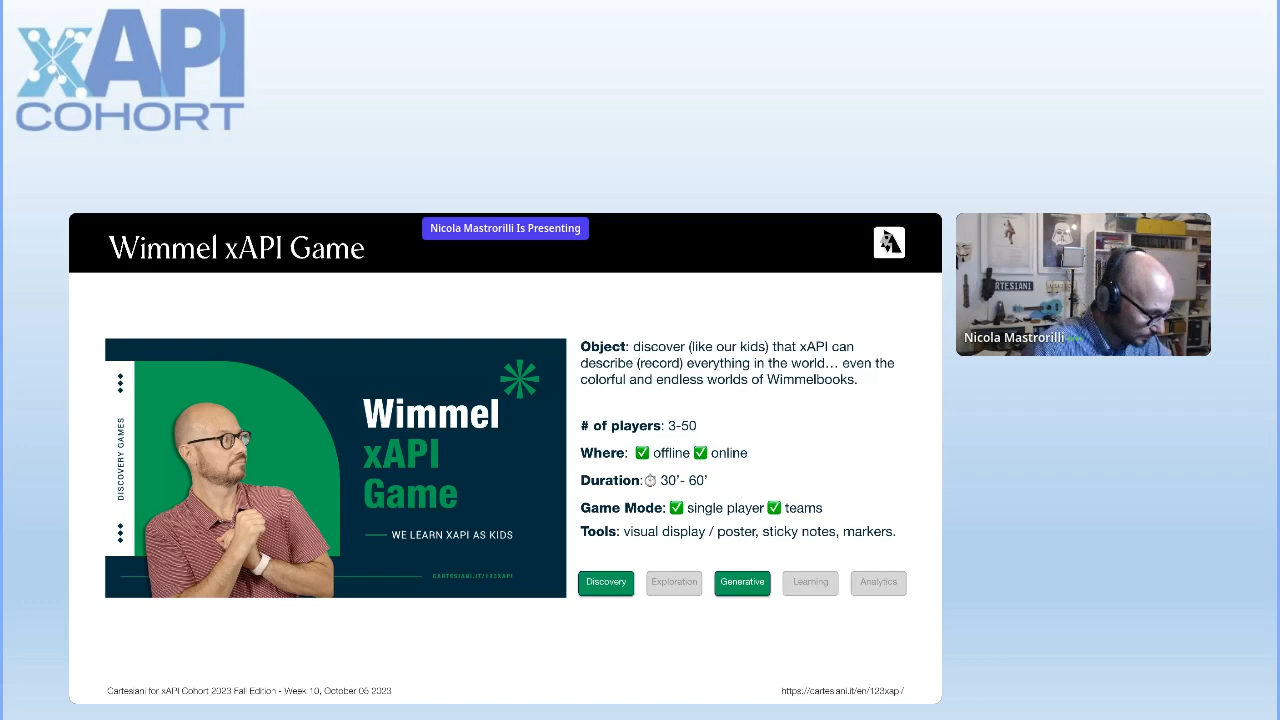 xAPI
COHORT
Nicola Mastrorilli Is Presenting
Wimmel xAPI Game
DISCOVERY GAMES
Wimmel
xAPI
Game
WE LEARN XAPI AS KIDS
CARTESIANI.IT/123XAPI
Object: discover (like our kids) that xAPI can
describe (record) everything in the world... even the
colorful and endless worlds of Wimmelbooks.
# of players: 3-50
Where: ✅ offline ✅ online
Duration:⏱ 30’- 60’
Game Mode: ✅ single player ✅ teams
Tools: visual display / poster, sticky notes, markers.
Discovery
Exploration
Generative
Learning
Analytics
Cartesiani for xAPI Cohort 2023 Fall Edition - Week 10, October 05 2023
https://cartesiani.it/en/123xapi/
Nicola Mastrorilli